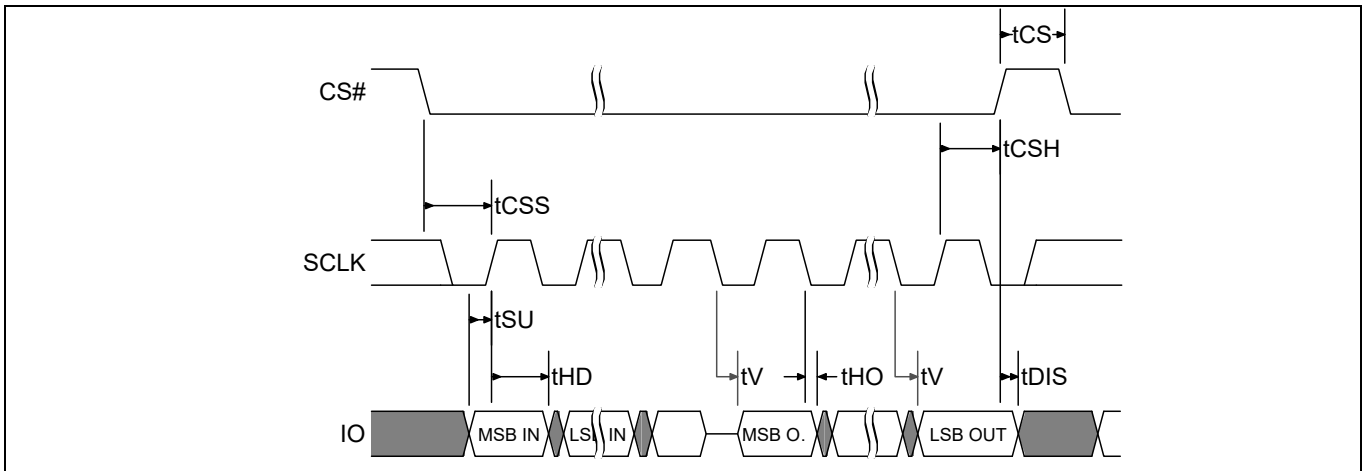 tCS
CS#
tCSH
tCSS
SCLK
tSU
tHD
tV
tHO
tV
tDIS
IO
MSB IN
IN
MSB O.
LSB OUT